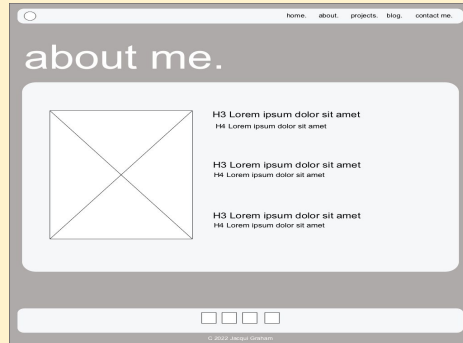 home. about. projects. blog. contact me.
about me.
H3 Lorem ipsum dolor sit amet
H4 Lorem ipsum dolor sit amet
H3 Lorem ipsum dolor sit amet
H4 Lorem ipsum dolor sit amet
H3 Lorem ipsum dolor sit amet
H4 Lorem ipsum dolor sit amet
© 2022 Jacqui Graham